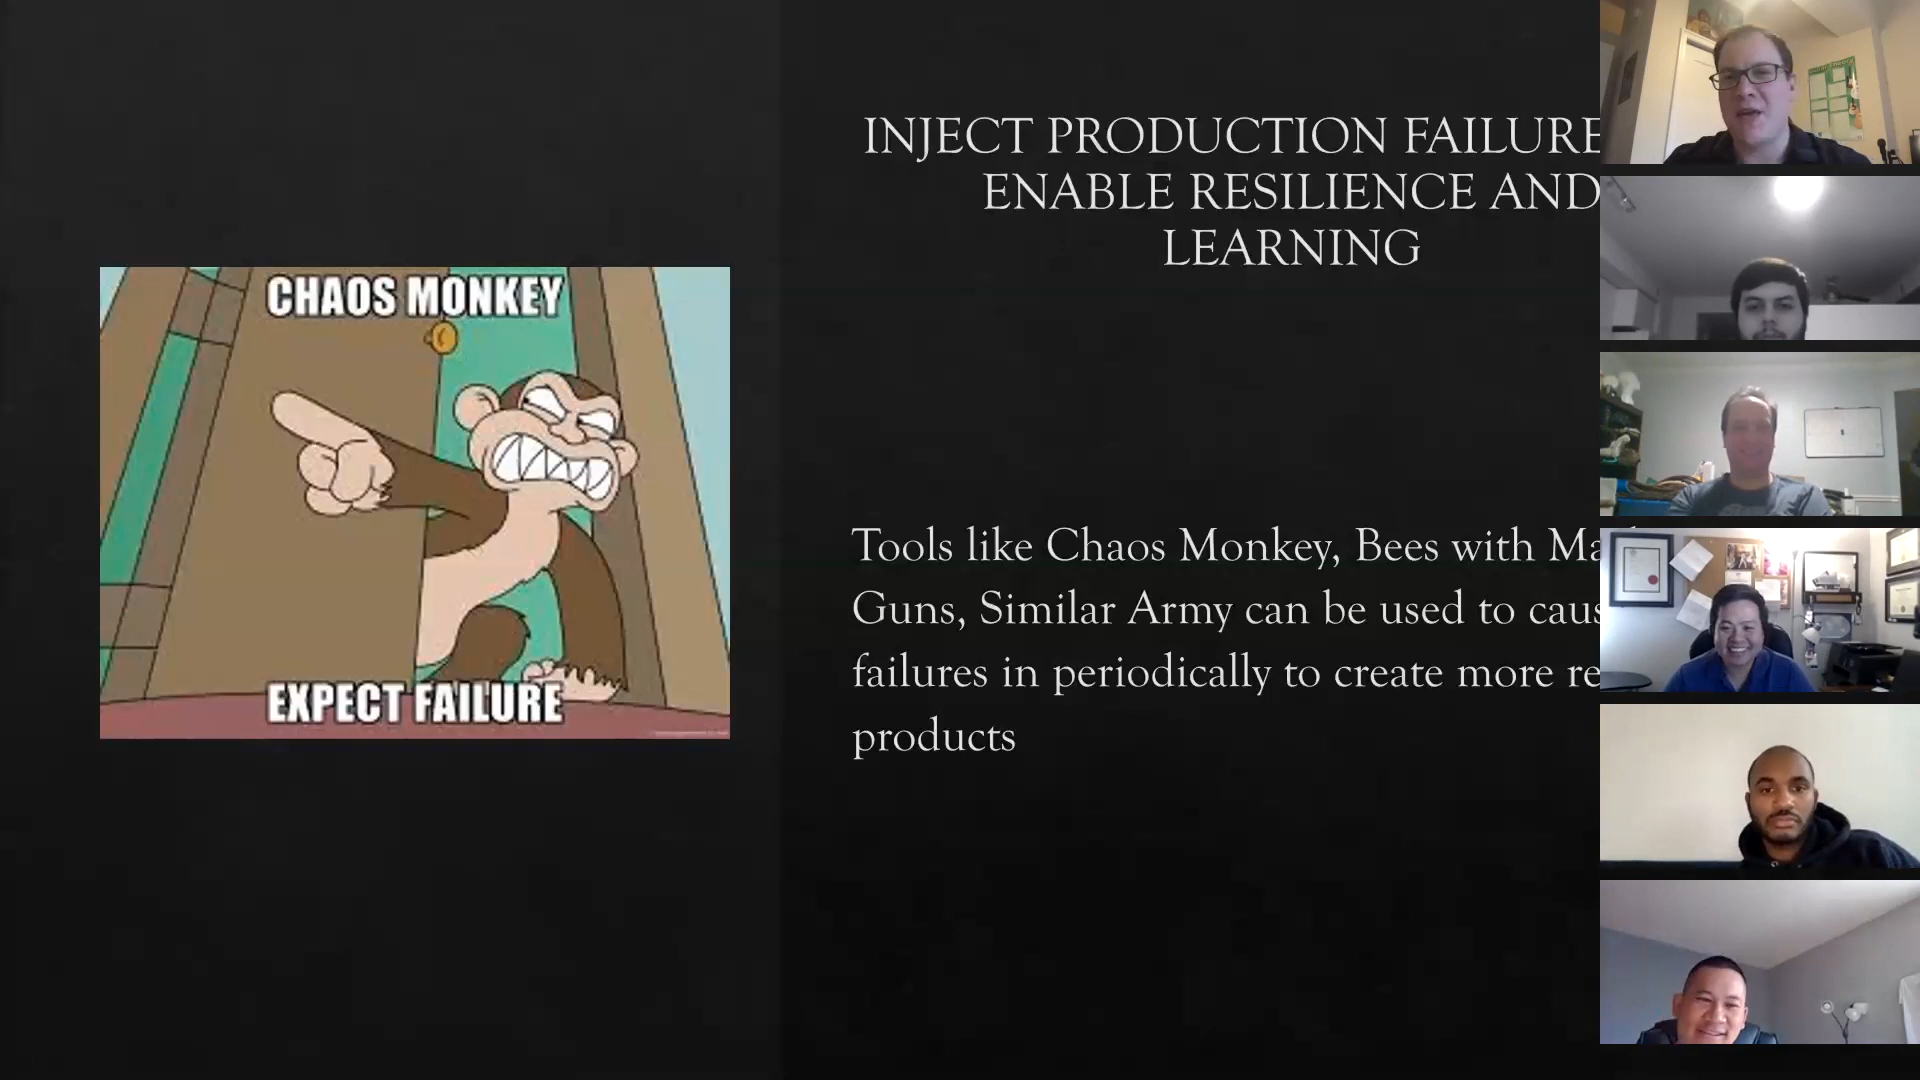 CHAOS MONKEY
EXPECT FAILURE
INJECT PRODUCTION FAILURE
ENABLE RESILIENCE AND
LEARNING
Tools like Chaos Monkey, Bees with
Guns, Similar Army can be used to
failures in periodically to create more
products